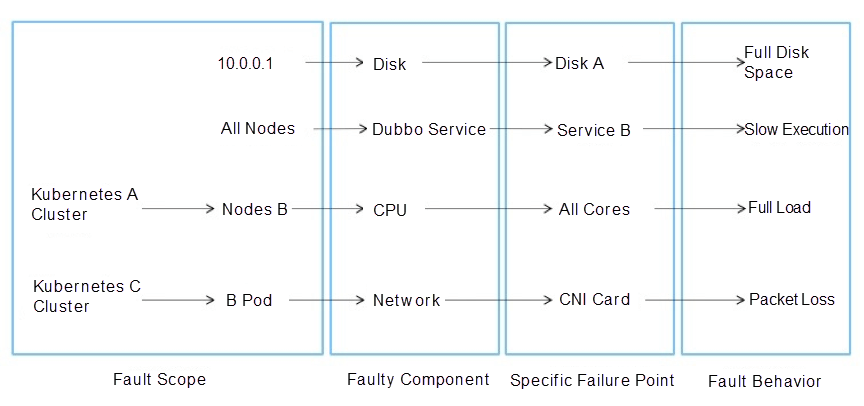 10.0.0.1
Disk
Disk A
Full Disk
Space
All Nodes
Dubbo Service
Service B
Slow Execution
Kubernetes A
Cluster
Nodes B
CPU
All Cores
Full Load
Kubernetes C
Cluster
B Pod
Network
CNI Card
Packet Loss
Fault Scope
Faulty Component
Specific Failure Point
Fault Behavior